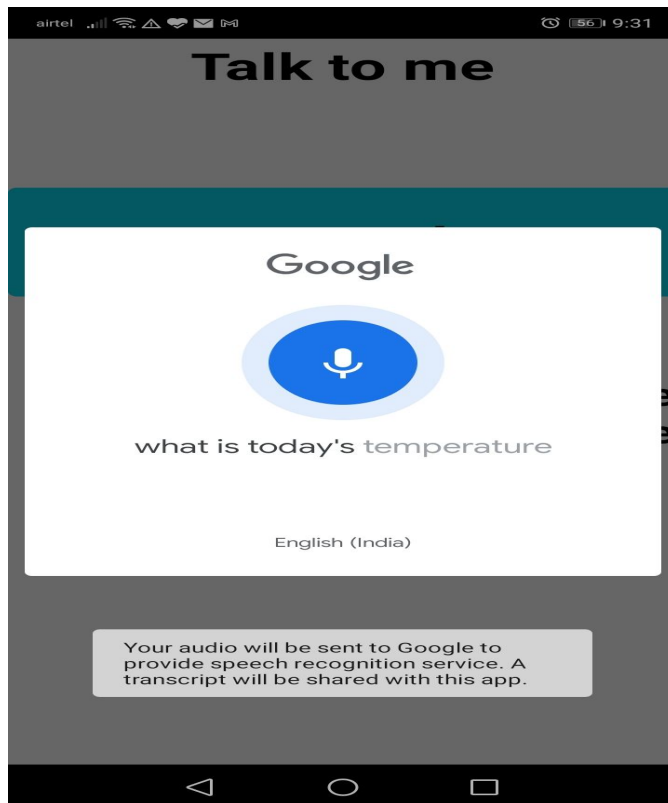 airtel 56 9:31
Talk to me
Google
what is today's temperature
English (India)
Your audio will be sent to Google to
provide speech recognition service. A
transcript will be shared with this app.